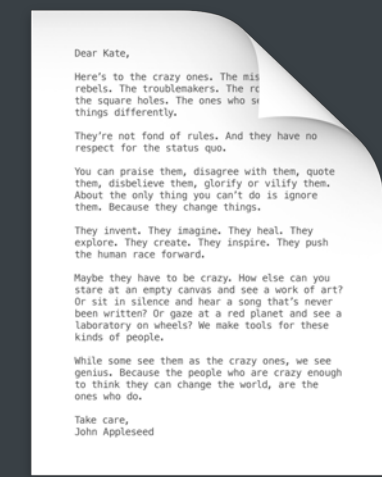 Dear Kate,
Here's to the crazy ones. The
rebels. The troublemakers. The
the square holes. The ones who
things differently.
They're not fond of rules. And they have no
respect for the status quo.
You can praise them, disagree with them, quote
them, disbelieve them, glorify or vilify them.
About the only thing you can't do is ignore
them. Because they change things.
They invent. They imagine. They heal. They
explore. They create. They inspire. They push
the human race forward.
Maybe they have to be crazy. How else can you
stare at an empty canvas and see a work of art?
Or sit in silence and hear a song that's never
been written? Or gaze at a red planet and see a
laboratory on wheels? We make tools for these
kinds of people.
While some see them as the crazy ones, we see
genius. Because the people who are crazy enough
to think they can change the world, are the
ones who do.
Take care,
John Appleseed